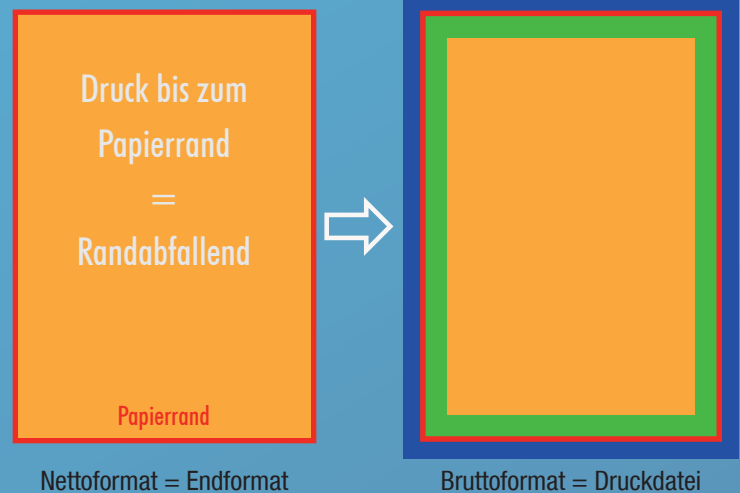 Druck bis zum
Papierrand
=
Randabfallend
Papierrand
Nettoformat = Endformat
Bruttoformat = Druckdatei